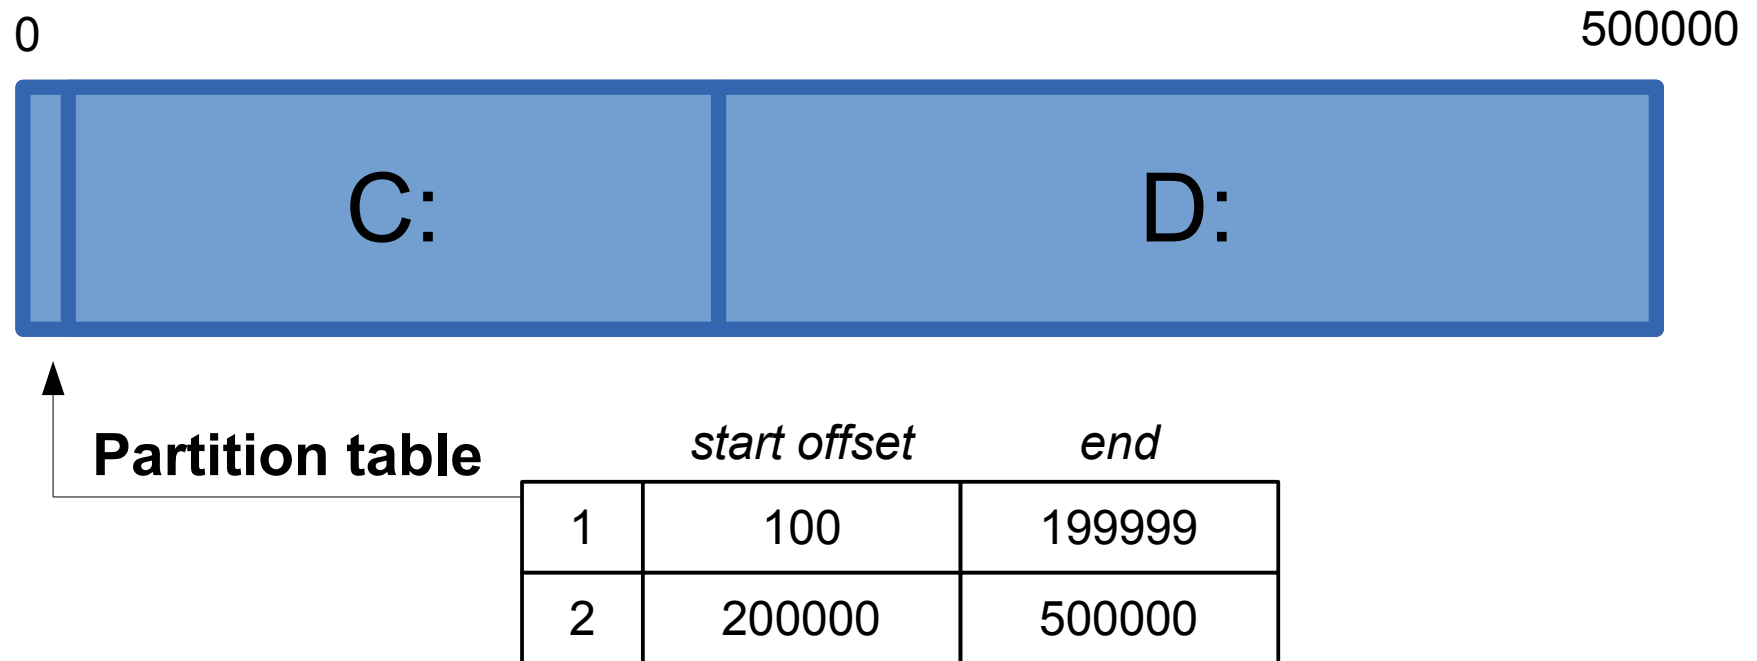 0 500000
C: D:
Partition table
start offset end
1 100 199999
2 200000 500000